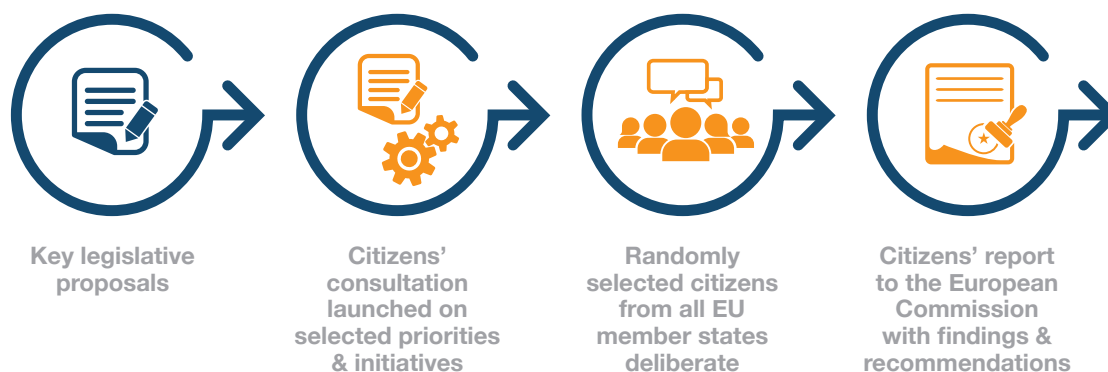 Key legislative
proposals
Citizens’
consultation
launched on
selected priorities
& initiatives
Randomly
selected citizens
from all EU
member states
deliberate
Citizens’ report
to the European
Commission
with findings &
recommendations